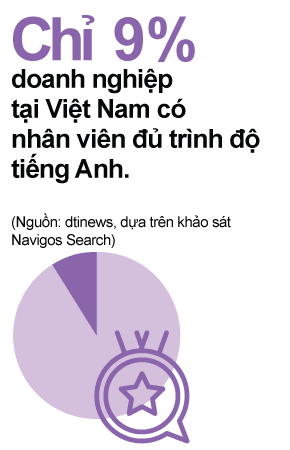 Chỉ 9%
doanh nghiệp
tại Việt Nam có
nhân viên đủ trình độ
tiếng Anh.
(Nguồn: dtinews, dựa trên khảo sát
Navigos Search)